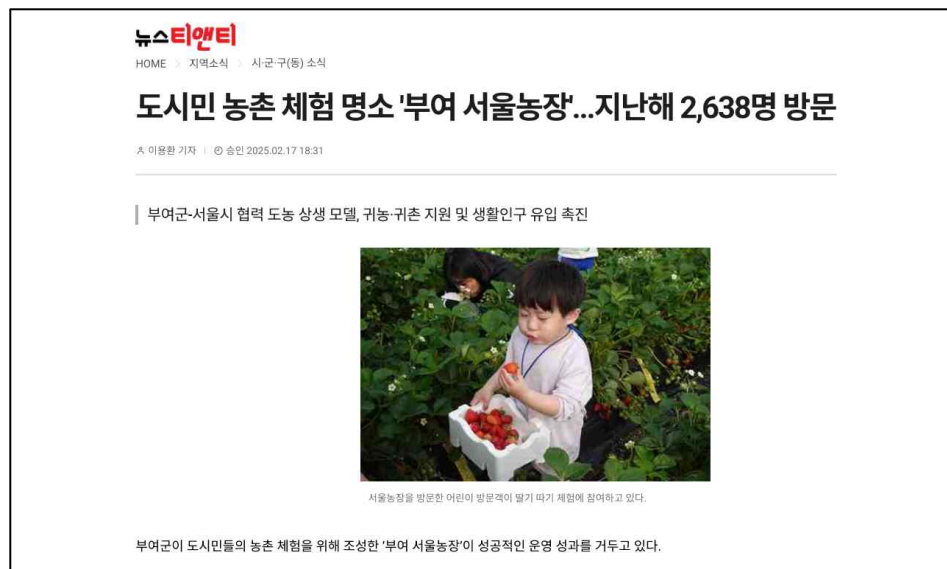 뉴스티앤티
HOME > 지역소식 > 시·군·구(동) 소식
도시민 농촌 체험 명소 '부여 서울농장'...지난해 2,638명 방문
이용환 기자 | 승인 2025.02.17 18:31
부여군-서울시 협력 도농 상생 모델, 귀농·귀촌 지원 및 생활인구 유입 촉진
서울농장을 방문한 어린이 방문객이 딸기 따기 체험에 참여하고 있다.
부여군이 도시민들의 농촌 체험을 위해 조성한 '부여 서울농장'이 성공적인 운영 성과를 거두고 있다.